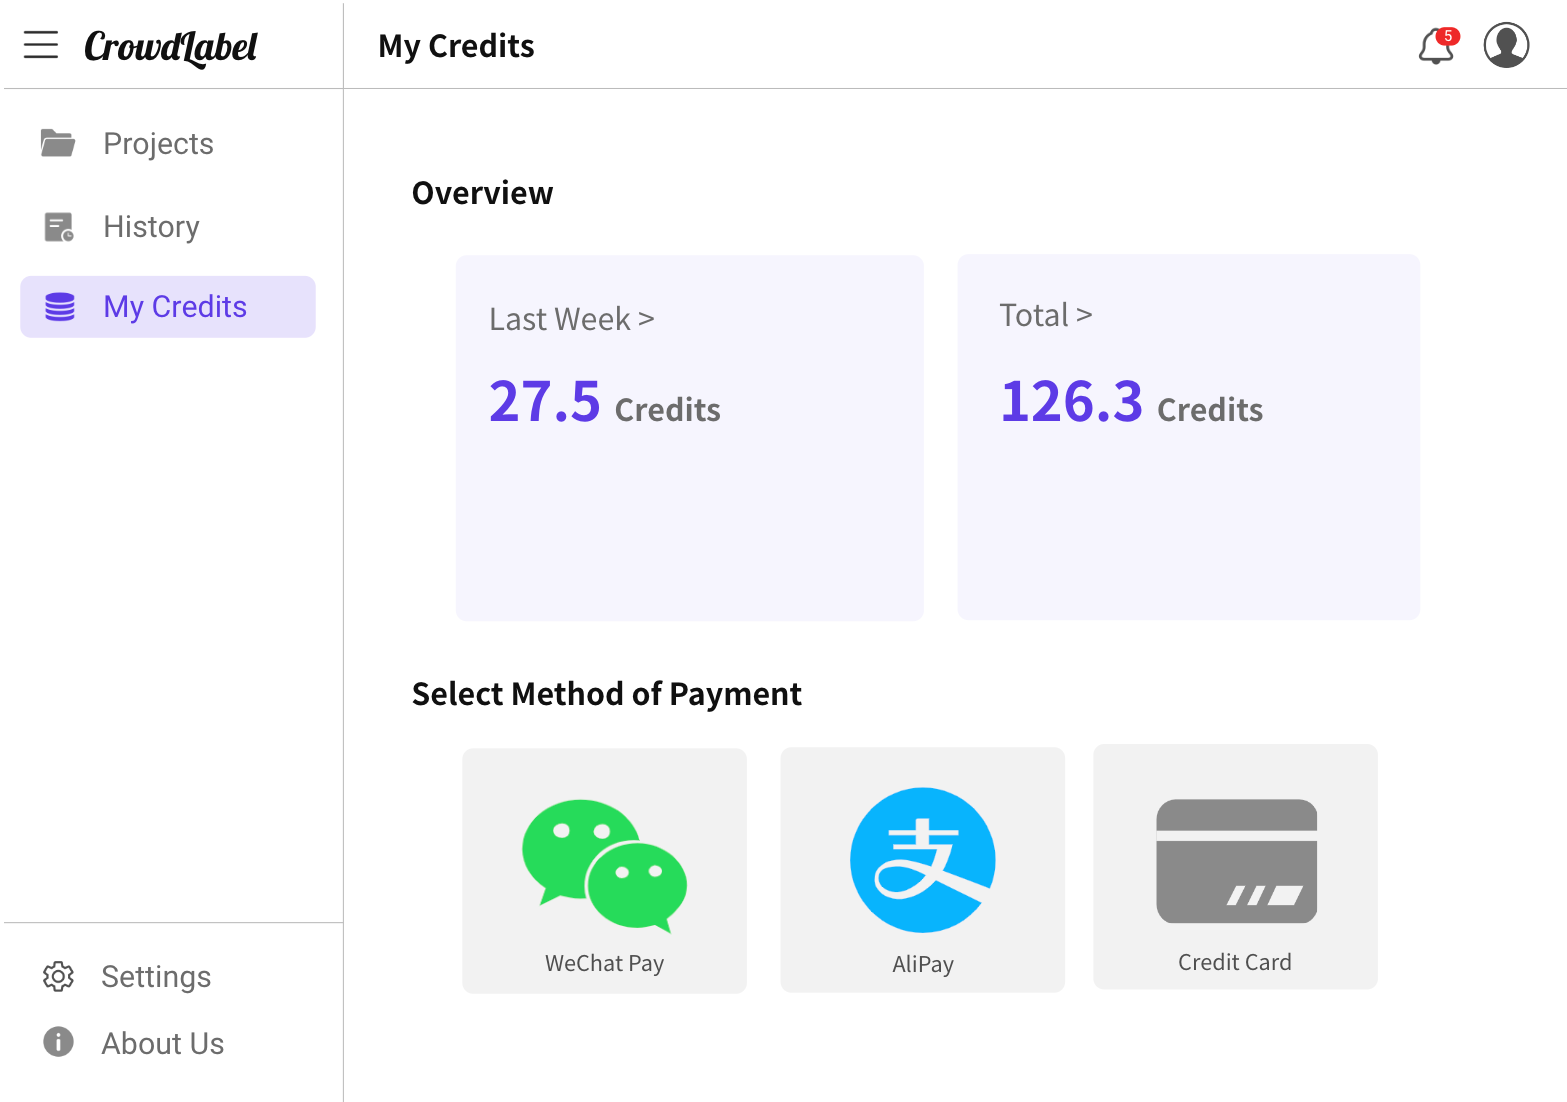 CrowdLabel
My Credits
5
Projects
History
My Credits
Overview
Last Week >
27.5 Credits
Total >
126.3 Credits
Select Method of Payment
支
WeChat Pay
AliPay
Credit Card
Settings
About Us